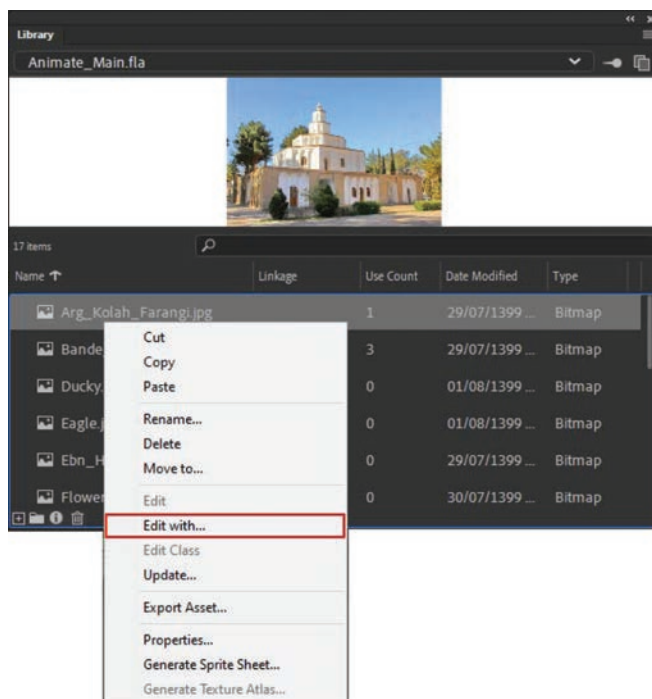 Library
Animate_Main.fla
17 items
Name Linkage Use Count Date Modified Type
Arg_Kolah_Farangi.jpg 1 29/07/1399 ... Bitmap
Bande 3 29/07/1399 ... Bitmap
Ducky. 0 01/08/1399 ... Bitmap
Eagle.j 0 01/08/1399 ... Bitmap
Ebn_H 0 29/07/1399 ... Bitmap
Flower 0 30/07/1399 ... Bitmap
Cut
Copy
Paste
Rename...
Delete
Move to...
Edit
Edit with...
Edit Class
Update...
Export Asset...
Properties...
Generate Sprite Sheet...
Generate Texture Atlas...